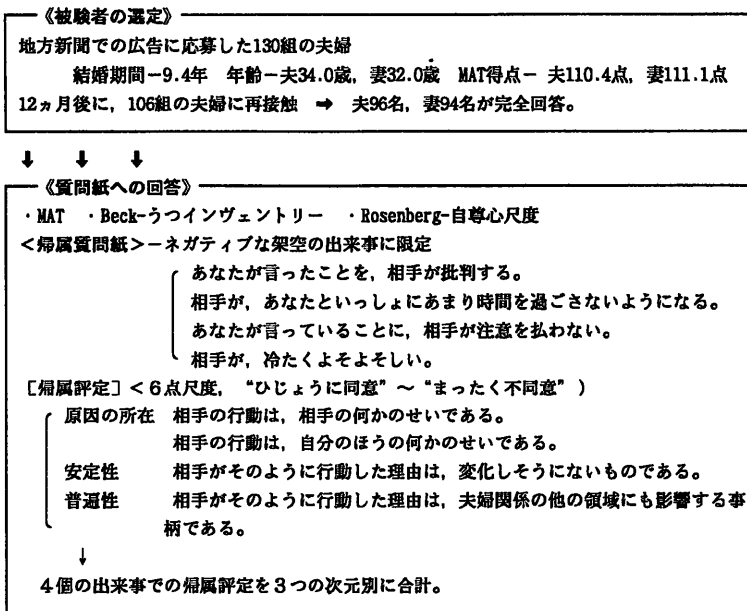 《被験者の選定》
地方新聞での広告に応募した130組の夫婦
結婚期間－9.4年　年齢－夫34.0歳，妻32.0歳　MAT得点－　夫110.4点，妻111.1点
12ヵ月後に，106組の夫婦に再接触　➡　夫96名，妻94名が完全回答。
⬇　⬇　⬇
《質問紙への回答》
・MAT　・Beck-うつインヴェントリー　・Rosenberg-自尊心尺度
＜帰属質問紙＞－ネガティブな架空の出来事に限定
あなたが言ったことを，相手が批判する。
相手が，あなたといっしょにあまり時間を過ごさないようになる。
あなたが言っていることに，相手が注意を払わない。
相手が，冷たくよそよそしい。
［帰属評定］＜６点尺度，“ひじょうに同意”～“まったく不同意”）
原因の所在　相手の行動は，相手の何かのせいである。
相手の行動は，自分のほうの何かのせいである。
安定性　相手がそのように行動した理由は，変化しそうにないものである。
普遍性　相手がそのように行動した理由は，夫婦関係の他の領域にも影響する事
柄である。
↓
４個の出来事での帰属評定を３つの次元別に合計。